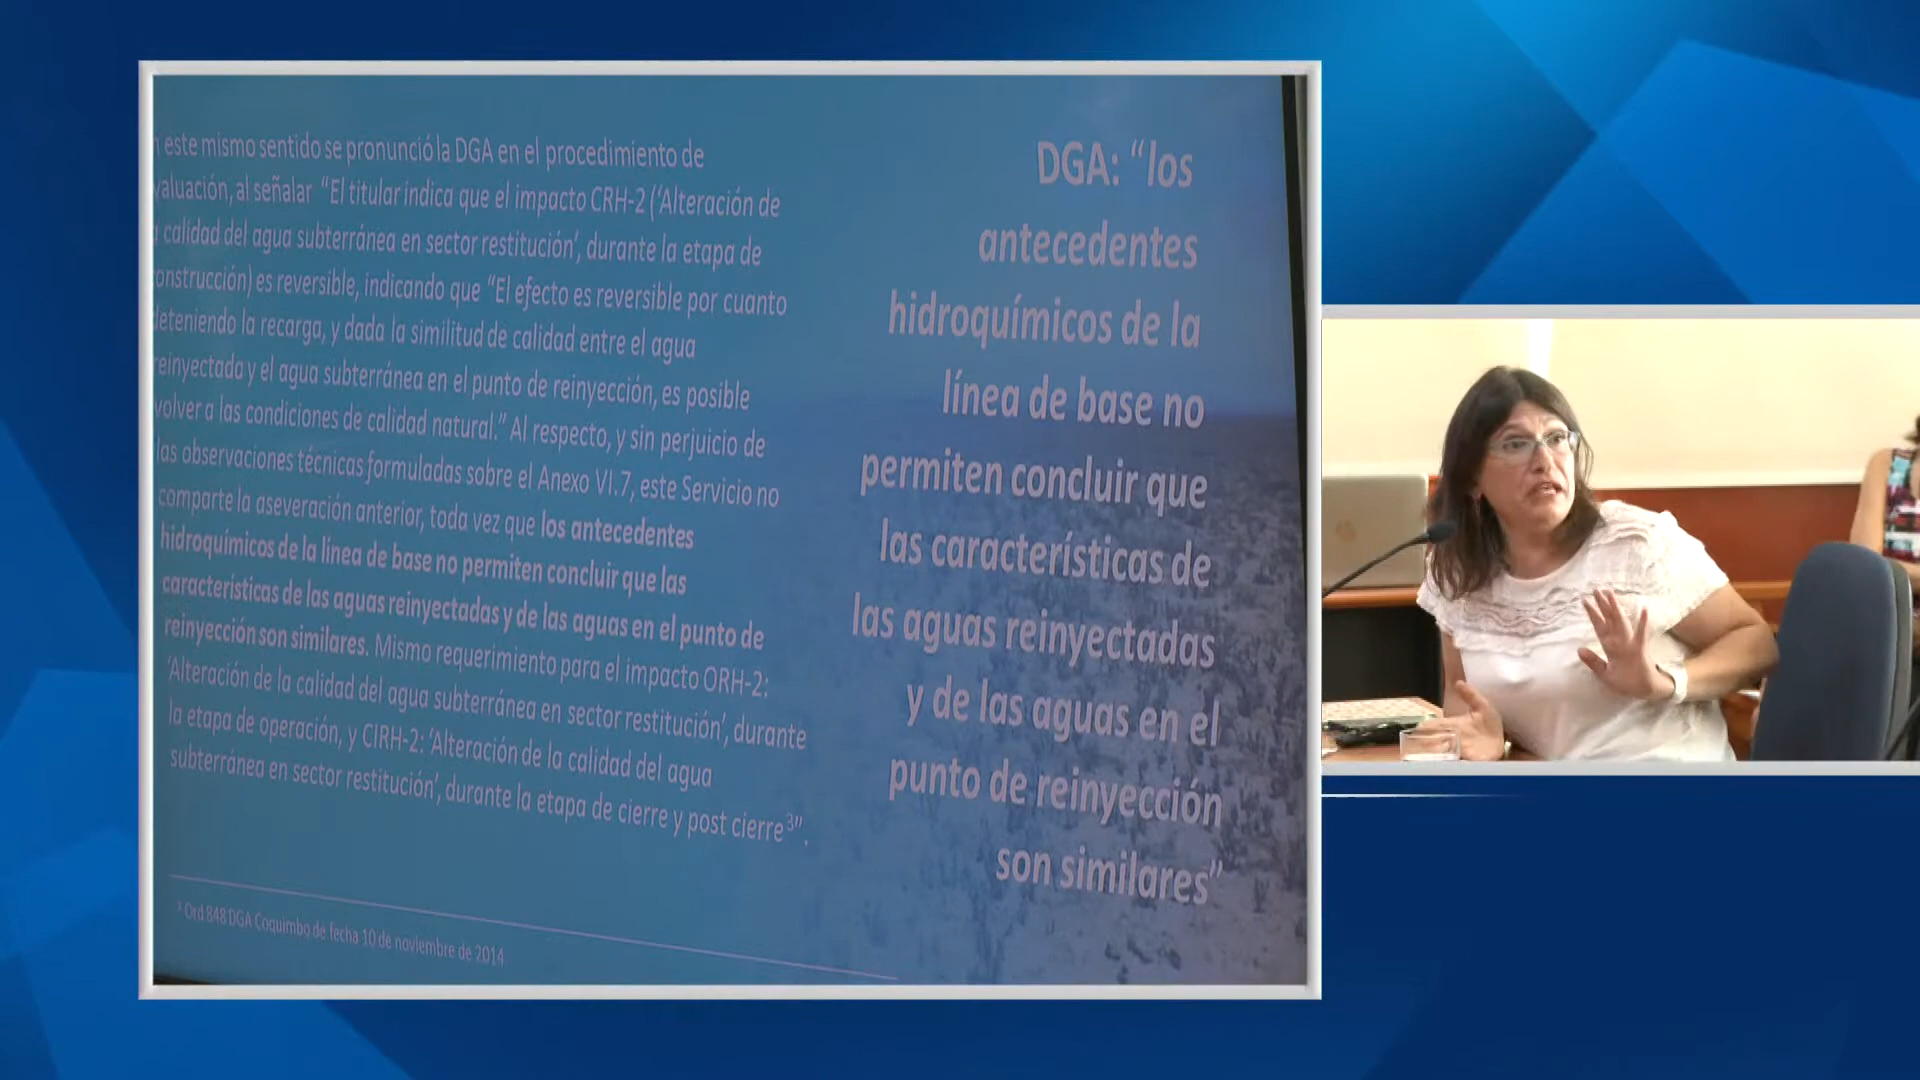 este mismo sentido se pronunció la DGA en el procedimiento de
valuación, al señalar "El titular indica que el impacto CRH-2 ('Alteración de
calidad del agua subterránea en sector restitución', durante la etapa de
onstrucción) es reversible, indicando que "El efecto es reversible por cuanto
deteniendo la recarga, y dada la similitud de calidad entre el agua
reinyectada y el agua subterránea en el punto de reinyección, es posible
volver a las condiciones de calidad natural." Al respecto, y sin perjuicio de
las observaciones técnicas formuladas sobre el Anexo VI.7, este Servicio no
comparte la aseveración anterior, toda vez que los antecedentes
hidroquímicos de la línea de base no permiten concluir que las
características de las aguas reinyectadas y de las aguas en el punto de
reinyección son similares. Mismo requerimiento para el impacto ORH-2:
'Alteración de la calidad del agua subterránea en sector restitución', durante
la etapa de operación, y CIRH-2: 'Alteración de la calidad del agua
subterránea en sector restitución', durante la etapa de cierre y post cierre³".
³ Ord 848 DGA Coquimbo de fecha 10 de noviembre de 2014
DGA: "los
antecedentes
hidroquímicos de la
línea de base no
permiten concluir que
las características de
las aguas reinyectadas
y de las aguas en el
punto de reinyección
son similares"